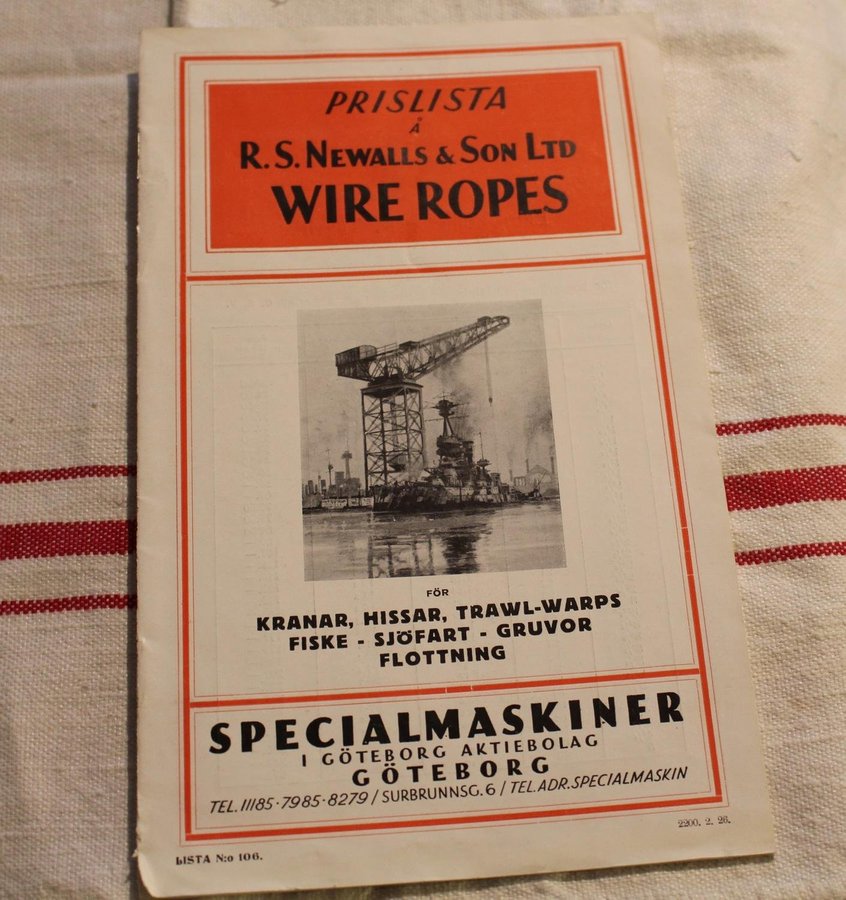 PRISLISTA
Å
R. S. NEWALLS & SON LTD
WIRE ROPES
FÖR
KRANAR, HISSAR, TRAWL-WARPS
FISKE - SJÖFART - GRUVOR
FLOTTNING
SPECIALMASKINER
I GÖTEBORG AKTIEBOLAG
GÖTEBORG
TEL. 11185·7985·8279 / SURBRUNNSG. 6 / TEL. ADR. SPECIALMASKIN
2200. 2. 26.
LISTA N:o 106.